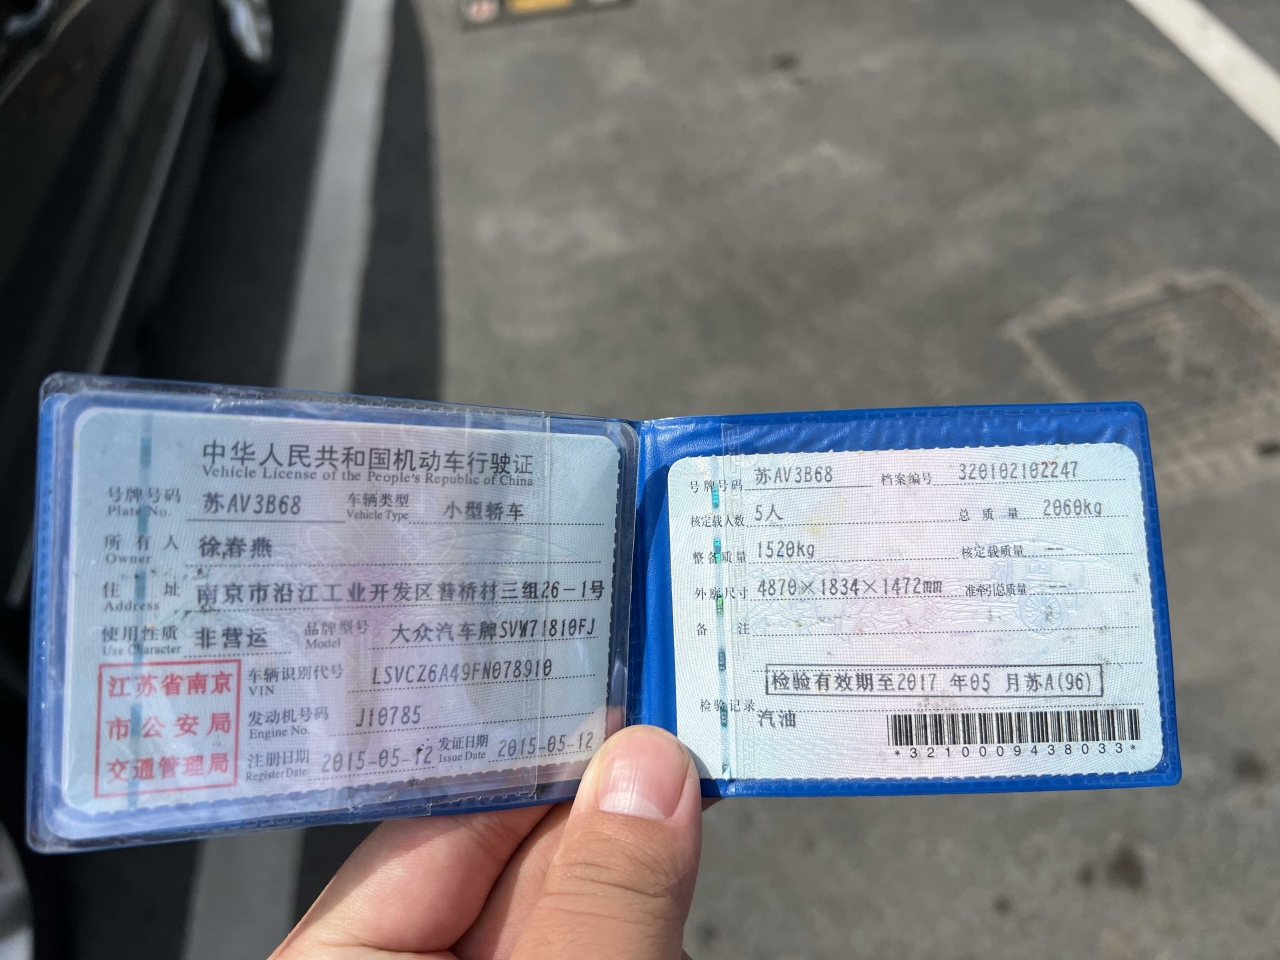 中华人民共和国机动车行驶证
Vehicle License of the People's Republic of China
号牌号码 苏AV3B68 车辆类型 小型轿车
Plate No. Vehicle Type
所有人 徐春燕
Owner
住址 南京市沿江工业开发区普桥村三组26-1号
Address
使用性质 非营运 品牌型号 大众汽车牌SVW71810FJ
Use Character Model
江苏省南京
市公安局
交通管理局
车辆识别代号 LSVCZ6A49FN078910
VIN
发动机号码 J10785
Engine No.
注册日期 2015-05-12 发证日期 2015-05-12
Register Date Issue Date
号牌号码 苏AV3B68 档案编号 320102102247
核定载人数 5人 总质量 2060kg
整备质量 1520kg 核定载质量 --
外廓尺寸 4870×1834×1472mm 准牵引总质量 --
备注
检验有效期至2017 年05 月苏A(96)
检验记录
汽油
*3210009438033*